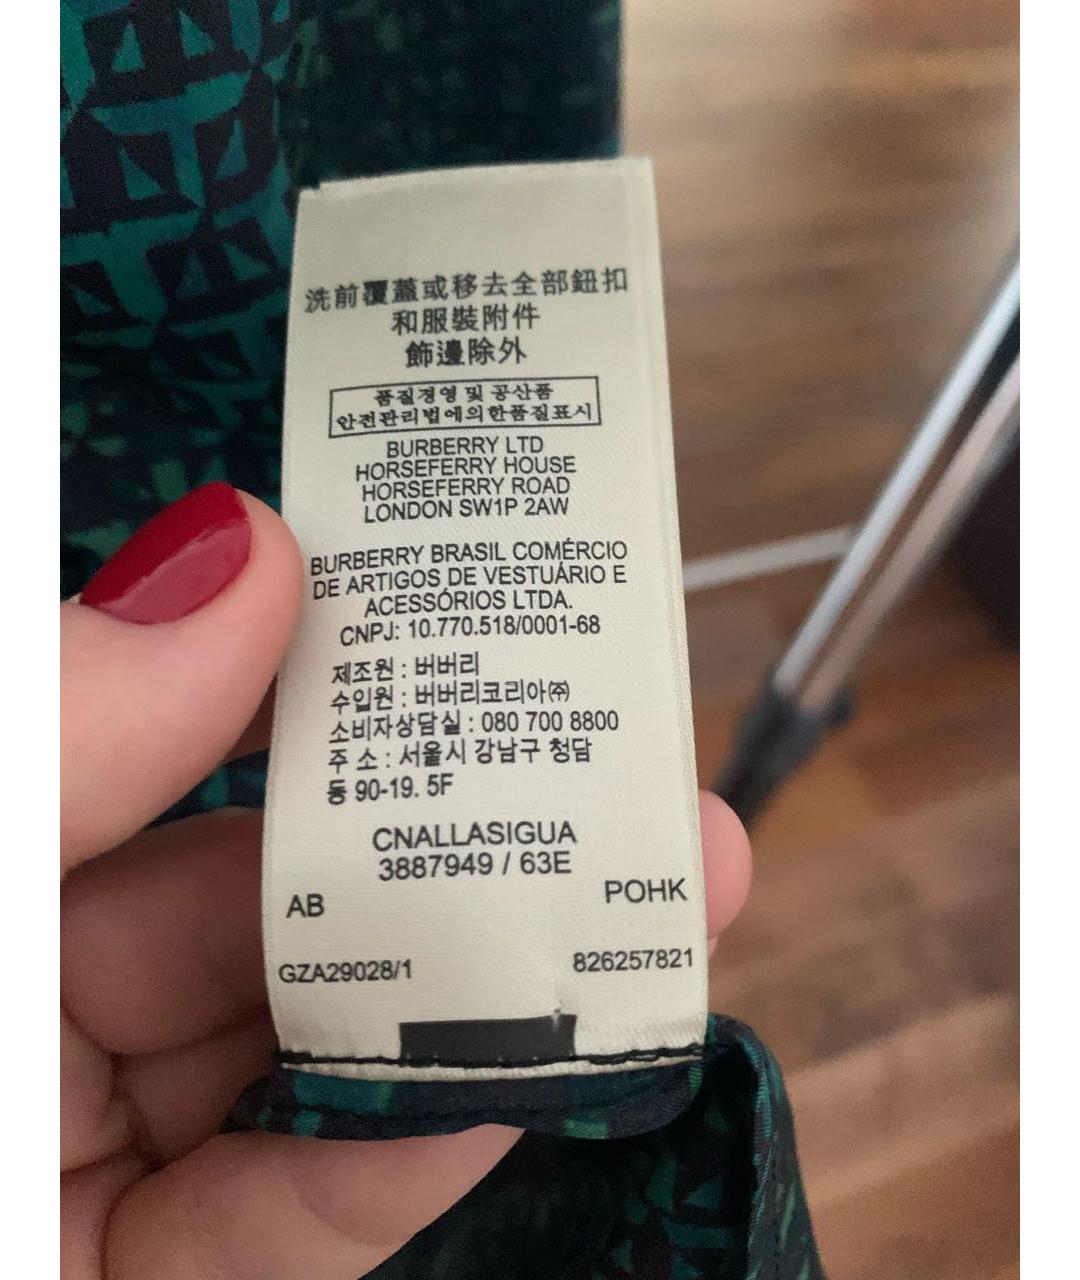 洗前覆蓋或移去全部鈕扣
和服裝附件
飾邊除外
품질경영 및 공산품
안전관리법에의한품질표시
BURBERRY LTD
HORSEFERRY HOUSE
HORSEFERRY ROAD
LONDON SW1P 2AW
BURBERRY BRASIL COMÉRCIO
DE ARTIGOS DE VESTUÁRIO E
ACESSÓRIOS LTDA.
CNPJ: 10.770.518/0001-68
제조원 : 버버리
수입원 : 버버리코리아㈜
소비자상담실 : 080 700 8800
주 소 : 서울시 강남구 청담
동 90-19. 5F
CNALLASIGUA
3887949 / 63E
AB POHK
GZA29028/1 826257821